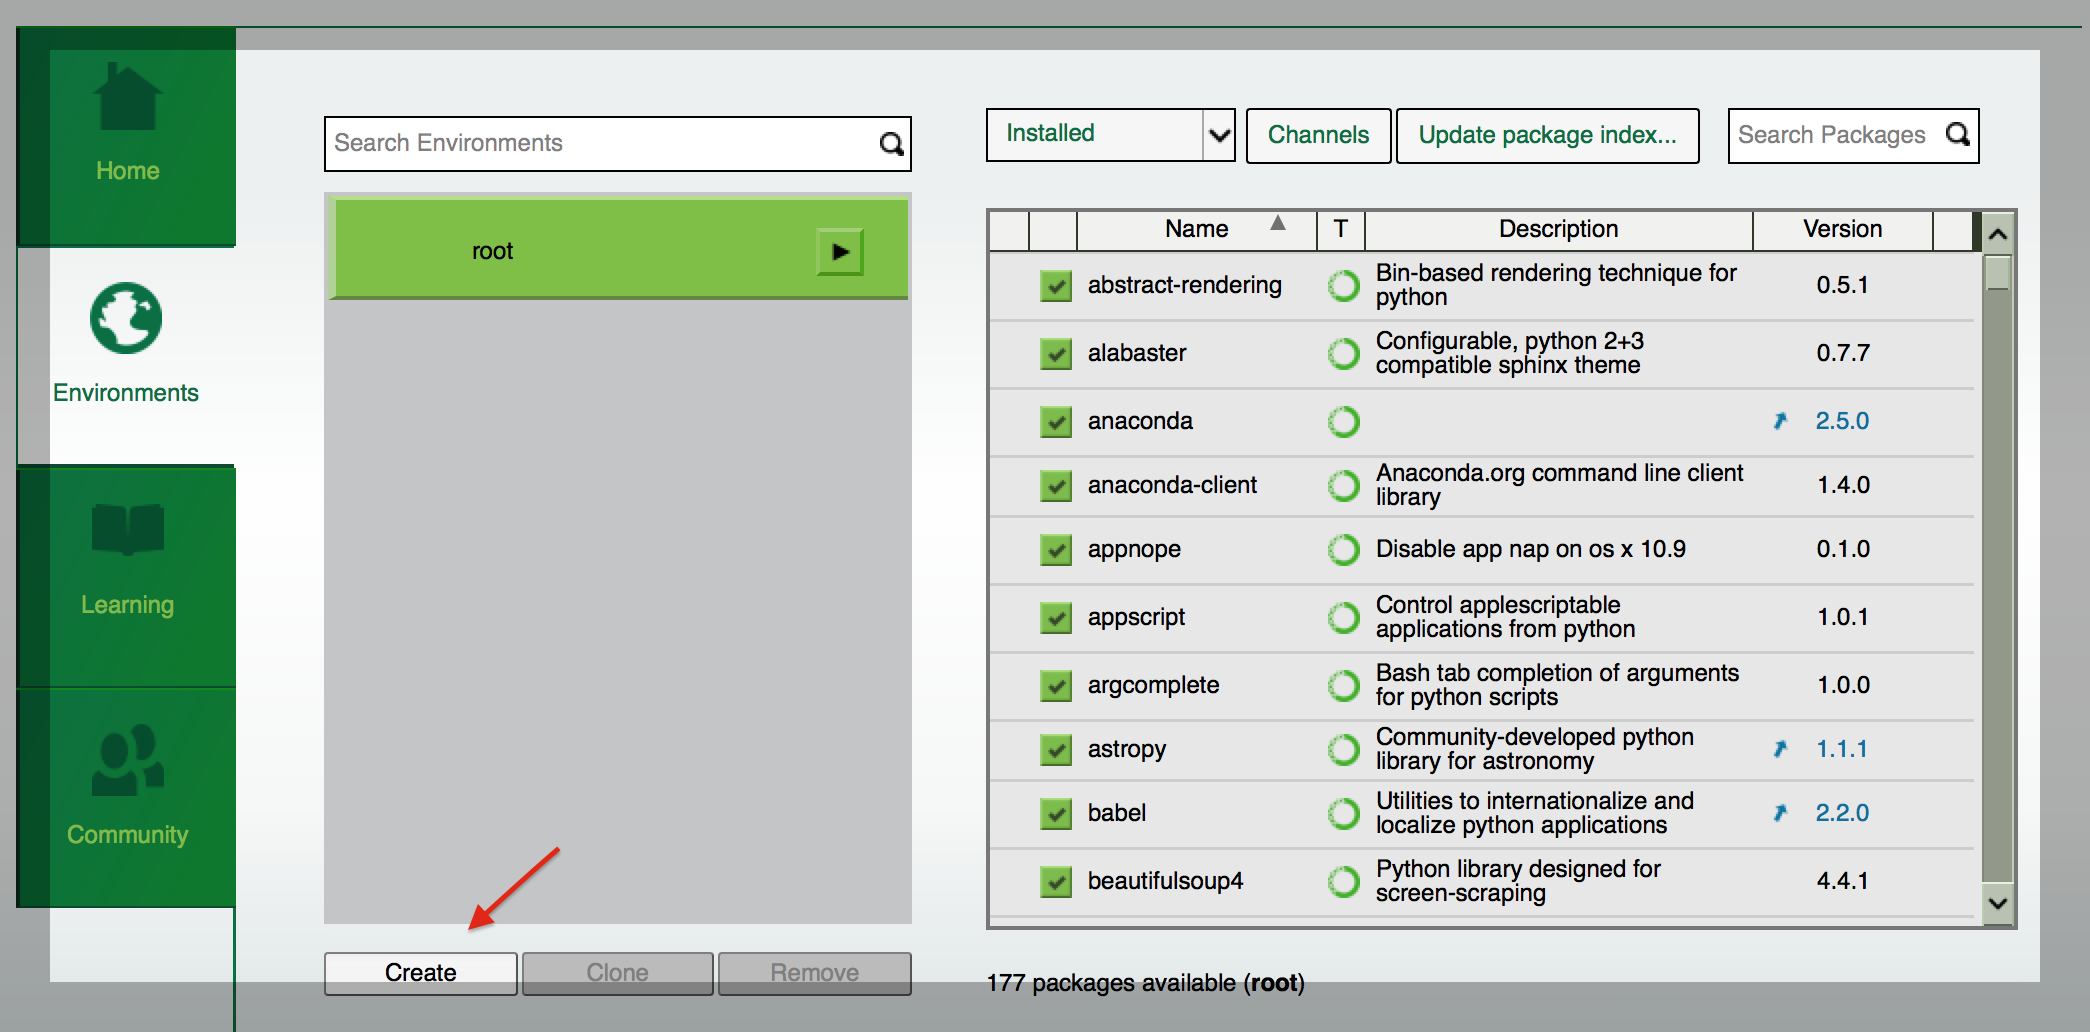 Home
Environments
Learning
Community
Search Environments
root
Create
Clone
Remove
Installed
Channels
Update package index...
Search Packages
Name
T
Description
Version
abstract-rendering
Bin-based rendering technique for
python
0.5.1
alabaster
Configurable, python 2+3
compatible sphinx theme
0.7.7
anaconda
2.5.0
anaconda-client
Anaconda.org command line client
library
1.4.0
appnope
Disable app nap on os x 10.9
0.1.0
appscript
Control applescriptable
applications from python
1.0.1
argcomplete
Bash tab completion of arguments
for python scripts
1.0.0
astropy
Community-developed python
library for astronomy
1.1.1
babel
Utilities to internationalize and
localize python applications
2.2.0
beautifulsoup4
Python library designed for
screen-scraping
4.4.1
177 packages available (root)